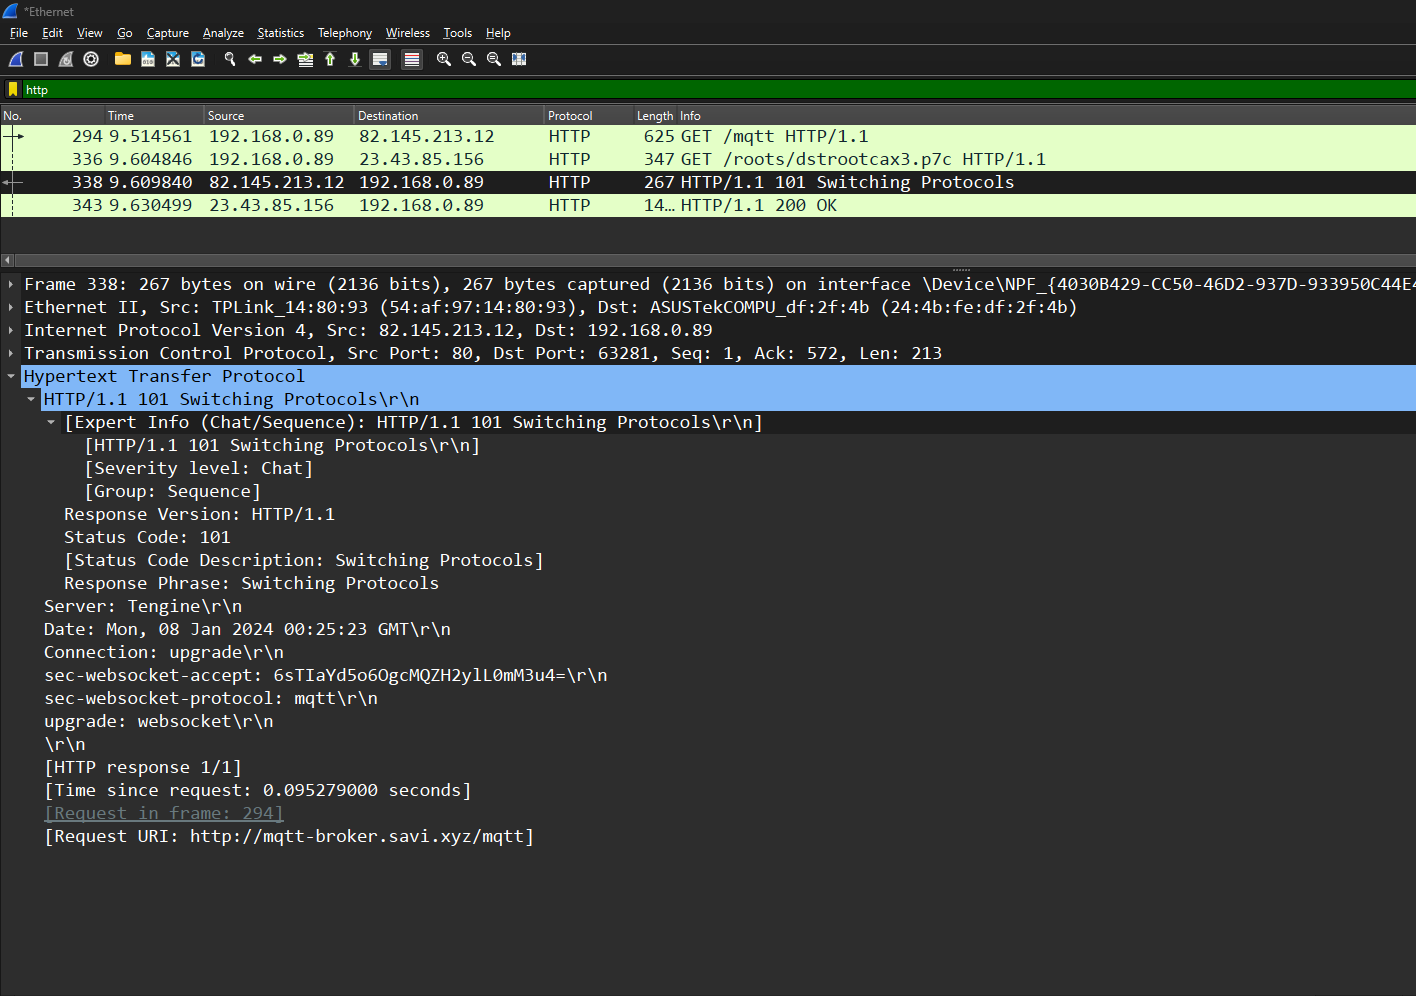 *Ethernet
File Edit View Go Capture Analyze Statistics Telephony Wireless Tools Help
http
No. Time Source Destination Protocol Length Info
294 9.514561 192.168.0.89 82.145.213.12 HTTP 625 GET /mqtt HTTP/1.1
336 9.604846 192.168.0.89 23.43.85.156 HTTP 347 GET /roots/dstrootcax3.p7c HTTP/1.1
338 9.609840 82.145.213.12 192.168.0.89 HTTP 267 HTTP/1.1 101 Switching Protocols
343 9.630499 23.43.85.156 192.168.0.89 HTTP 14… HTTP/1.1 200 OK
Frame 338: 267 bytes on wire (2136 bits), 267 bytes captured (2136 bits) on interface \Device\NPF_{4030B429-CC50-46D2-937D-933950C44E4
Ethernet II, Src: TPLink_14:80:93 (54:af:97:14:80:93), Dst: ASUSTekCOMPU_df:2f:4b (24:4b:fe:df:2f:4b)
Internet Protocol Version 4, Src: 82.145.213.12, Dst: 192.168.0.89
Transmission Control Protocol, Src Port: 80, Dst Port: 63281, Seq: 1, Ack: 572, Len: 213
Hypertext Transfer Protocol
HTTP/1.1 101 Switching Protocols\r\n
[Expert Info (Chat/Sequence): HTTP/1.1 101 Switching Protocols\r\n]
[HTTP/1.1 101 Switching Protocols\r\n]
[Severity level: Chat]
[Group: Sequence]
Response Version: HTTP/1.1
Status Code: 101
[Status Code Description: Switching Protocols]
Response Phrase: Switching Protocols
Server: Tengine\r\n
Date: Mon, 08 Jan 2024 00:25:23 GMT\r\n
Connection: upgrade\r\n
sec-websocket-accept: 6sTIaYd5o6OgcMQZH2ylL0mM3u4=\r\n
sec-websocket-protocol: mqtt\r\n
upgrade: websocket\r\n
\r\n
[HTTP response 1/1]
[Time since request: 0.095279000 seconds]
[Request in frame: 294]
[Request URI: http://mqtt-broker.savi.xyz/mqtt]